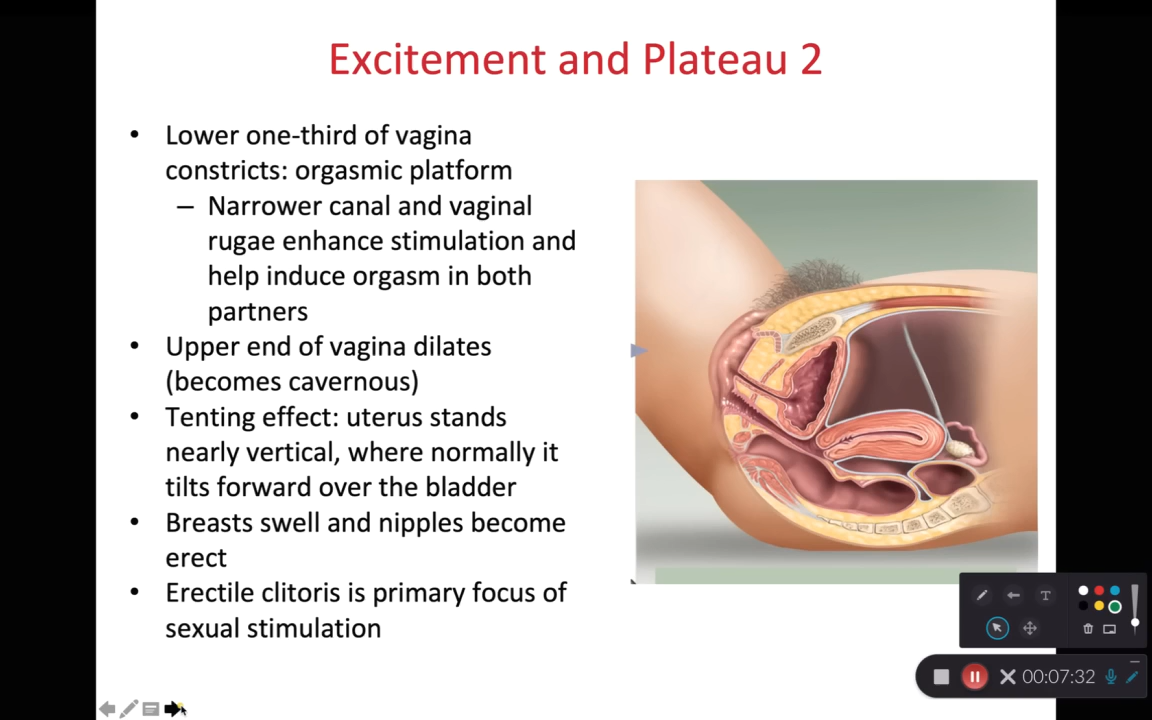 Excitement and Plateau 2
• Lower one-third of vagina
constricts: orgasmic platform
– Narrower canal and vaginal
rugae enhance stimulation and
help induce orgasm in both
partners
• Upper end of vagina dilates
(becomes cavernous)
• Tenting effect: uterus stands
nearly vertical, where normally it
tilts forward over the bladder
• Breasts swell and nipples become
erect
• Erectile clitoris is primary focus of
sexual stimulation
T
00:07:32